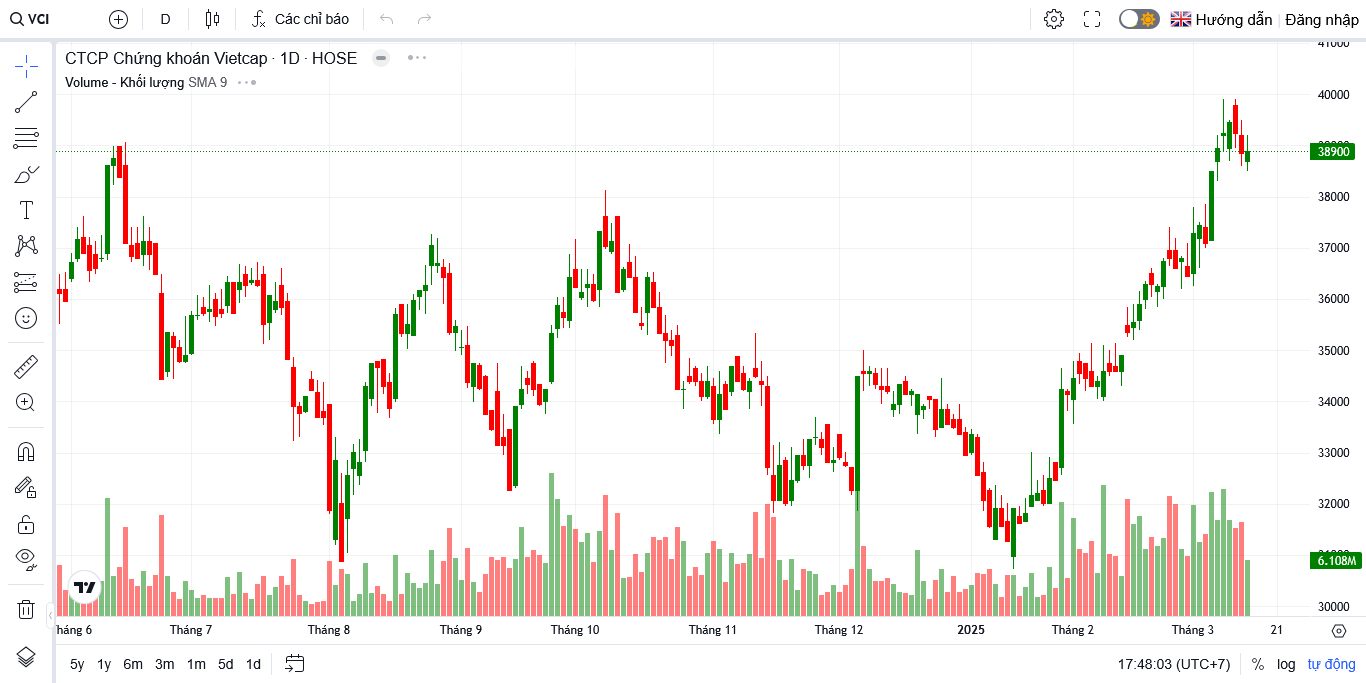 VCI D Các chỉ báo Hướng dẫn Đăng nhập
CTCP Chứng khoán Vietcap · 1D · HOSE
Volume - Khối lượng SMA 9
41000
40000
38900
38000
37000
36000
35000
34000
33000
32000
6.108M
30000
háng 6 Tháng 7 Tháng 8 Tháng 9 Tháng 10 Tháng 11 Tháng 12 2025 Tháng 2 Tháng 3 21
5y 1y 6m 3m 1m 5d 1d 17:48:03 (UTC+7) % log tự động